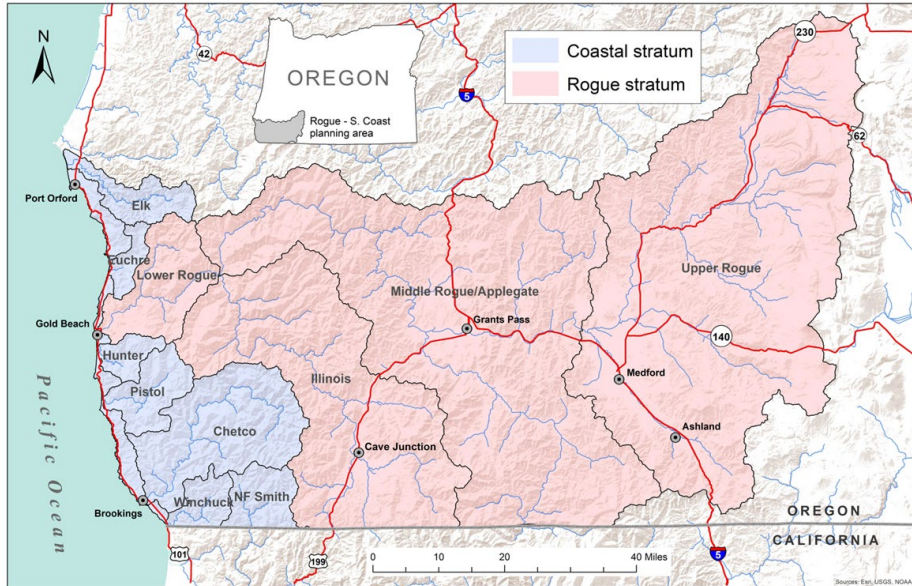 N
42
OREGON
Rogue - S. Coast
planning area
5
Coastal stratum
Rogue stratum
230
62
Port Orford
Elk
Euchre
Lower Rogue
Upper Rogue
Middle Rogue/Applegate
Gold Beach
Grants Pass
140
Hunter
Pistol
Illinois
Medford
Chetco
Ashland
Cave Junction
Pacific Ocean
Winchuck
NF Smith
Brookings
OREGON
CALIFORNIA
101
199
0 10 20 40 Miles
5
Sources: Esri, USGS, NOAA